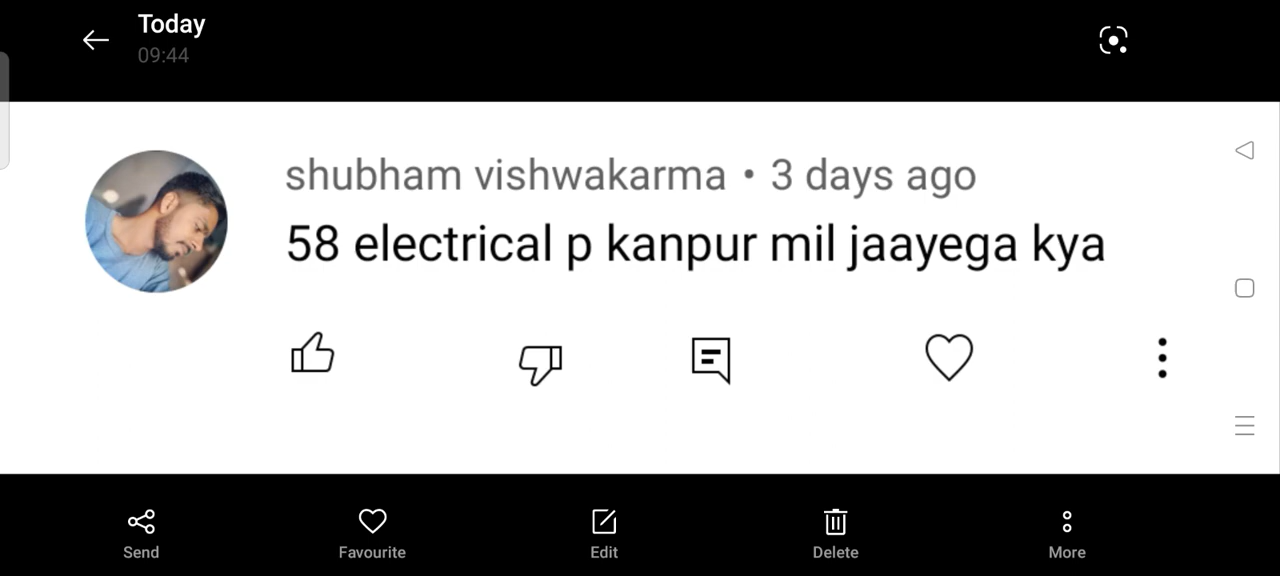 Today
09:44
shubham vishwakarma • 3 days ago
58 electrical p kanpur mil jaayega kya
Send Favourite Edit Delete More